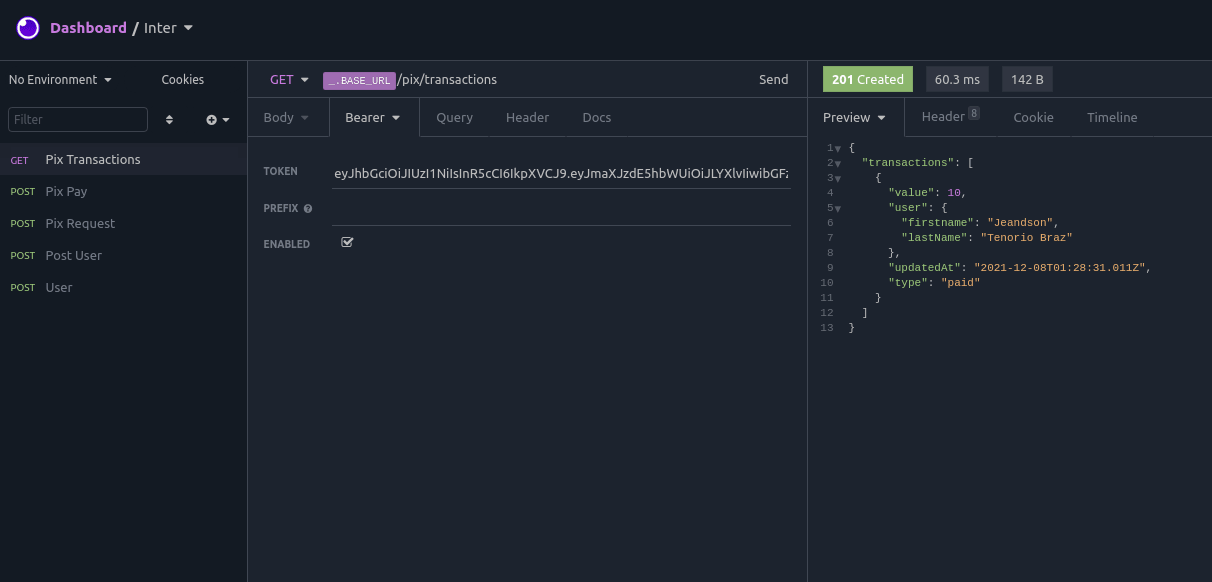 Dashboard / Inter
No Environment
Cookies
Filter
GET Pix Transactions
POST Pix Pay
POST Pix Request
POST Post User
POST User
GET _.BASE_URL/pix/transactions Send
Body Bearer Query Header Docs
TOKEN eyJhbGciOiJIUzI1NiIsInR5cCI6IkpXVCJ9.eyJmaXJzdE5hbWUiOiJLYXlvIiwibGFz
PREFIX
ENABLED
201 Created 60.3 ms 142 B
Preview Header 8 Cookie Timeline
1 {
2 "transactions": [
3 {
4 "value": 10,
5 "user": {
6 "firstname": "Jeandson",
7 "lastName": "Tenorio Braz"
8 },
9 "updatedAt": "2021-12-08T01:28:31.011Z",
10 "type": "paid"
11 }
12 ]
13 }